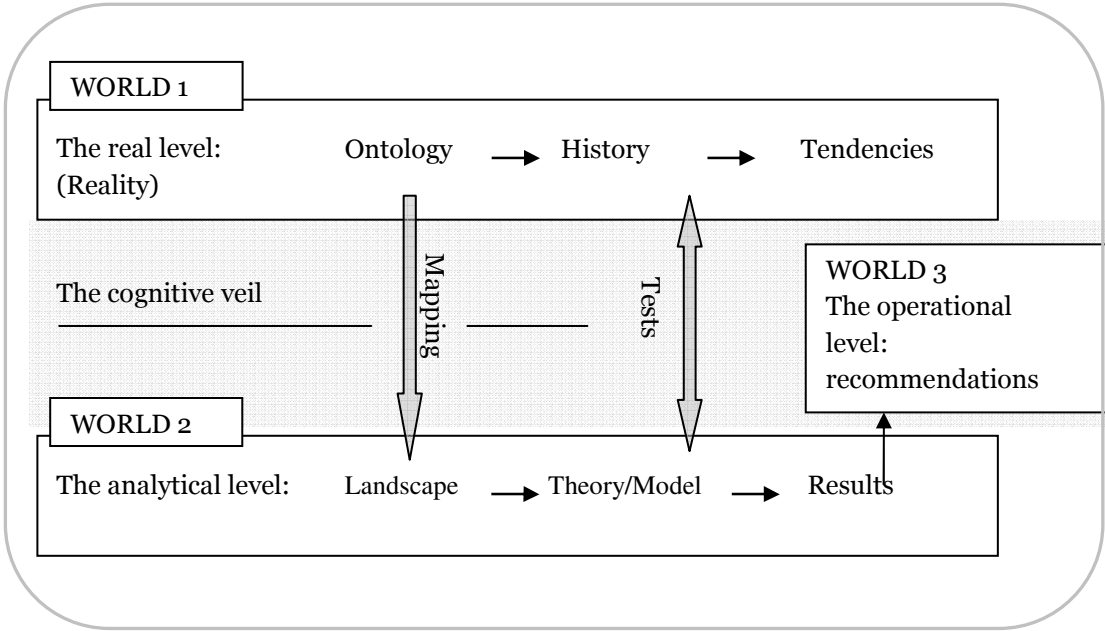 WORLD 1
The real level:
(Reality)
Ontology
History
Tendencies
Mapping
Tests
The cognitive veil
WORLD 3
The operational
level:
recommendations
WORLD 2
The analytical level:
Landscape
Theory/Model
Results